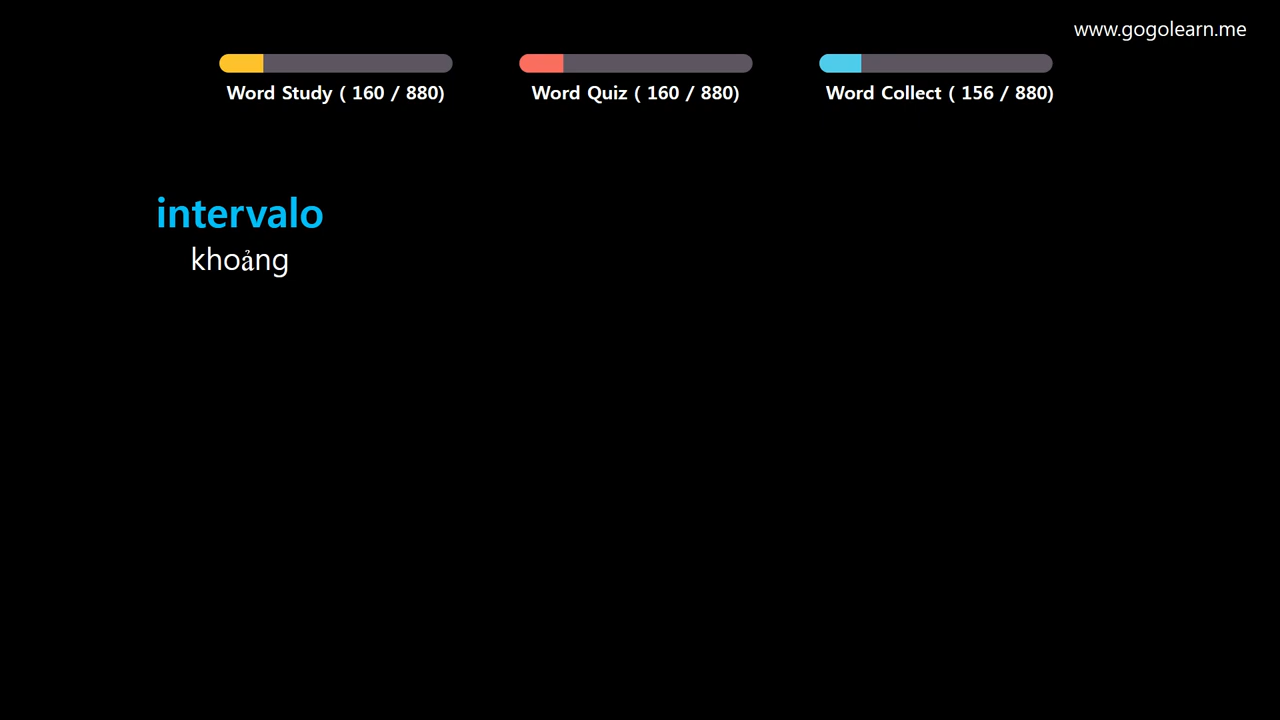 www.gogolearn.me
Word Study ( 160 / 880)
Word Quiz ( 160 / 880)
Word Collect ( 156 / 880)
intervalo
khoảng